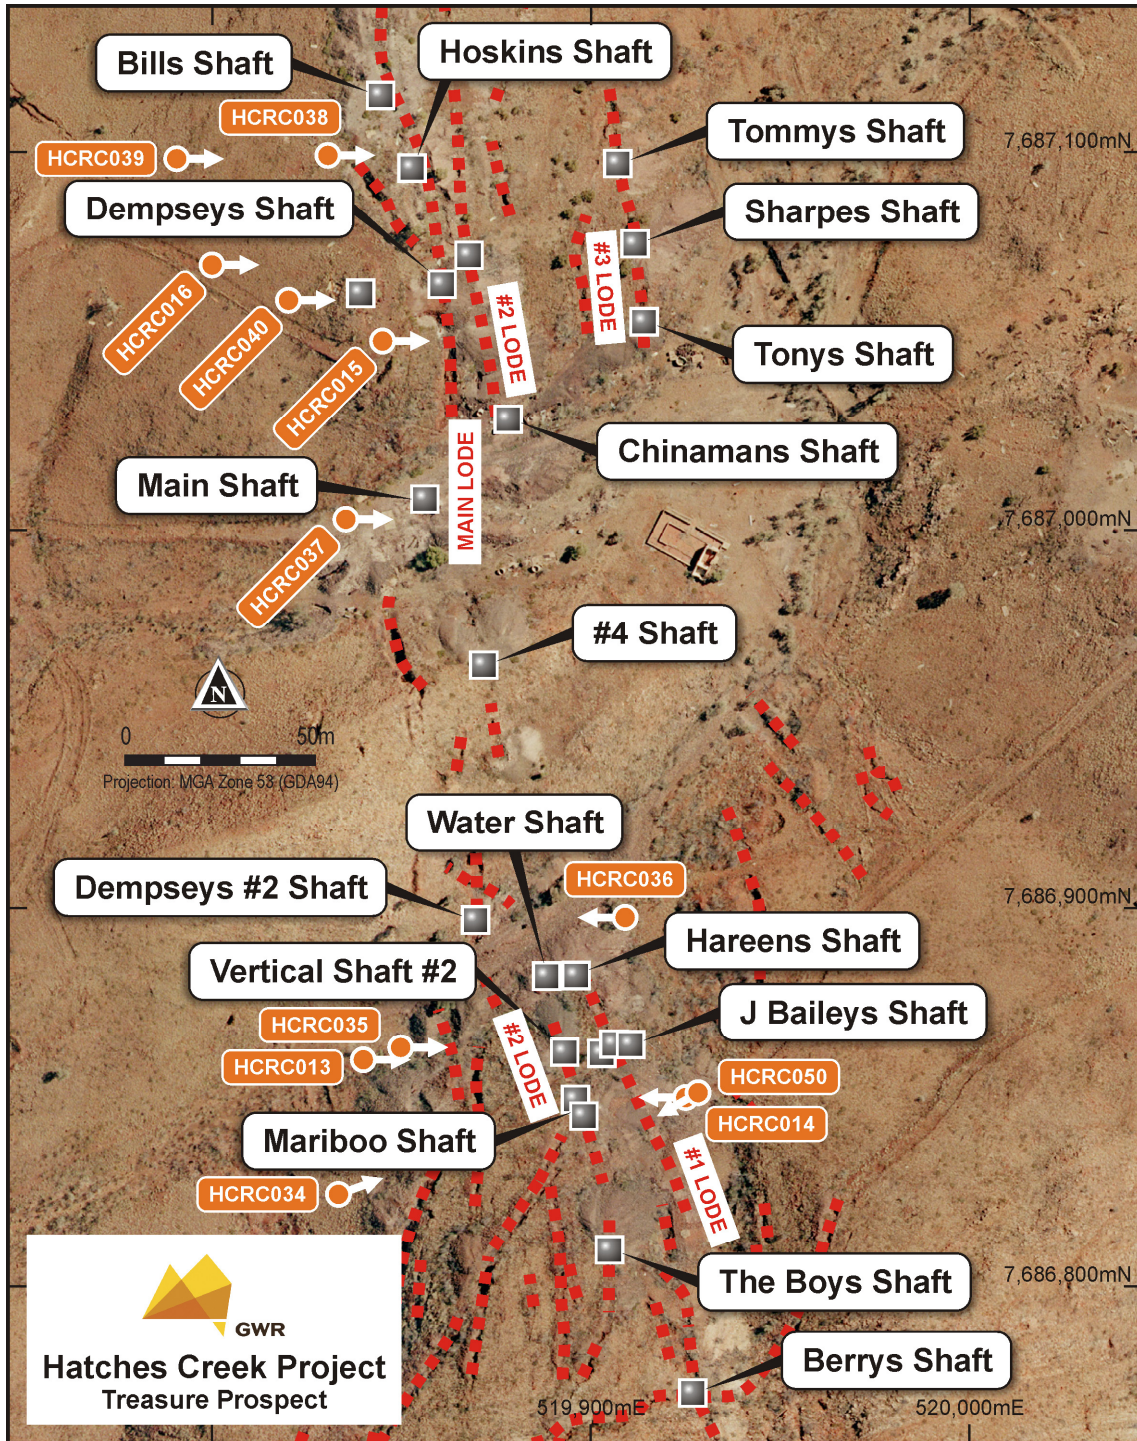 Bills Shaft
Hoskins Shaft
HCRC038
HCRC039
Tommys Shaft
7,687,100mN
Dempseys Shaft
Sharpes Shaft
HCRC016
HCRC040
HCRC015
#2 LODE
#3 LODE
Tonys Shaft
Chinamans Shaft
Main Shaft
MAIN LODE
7,687,000mN
HCRC037
#4 Shaft
N
0 50m
Projection: MGA Zone 53 (GDA94)
Water Shaft
Dempseys #2 Shaft
HCRC036
7,686,900mN
Hareens Shaft
Vertical Shaft #2
J Baileys Shaft
HCRC035
HCRC013
#2 LODE
HCRC050
HCRC014
Mariboo Shaft
#1 LODE
HCRC034
The Boys Shaft
7,686,800mN
GWR
Hatches Creek Project
Treasure Prospect
Berrys Shaft
519,900mE
520,000mE